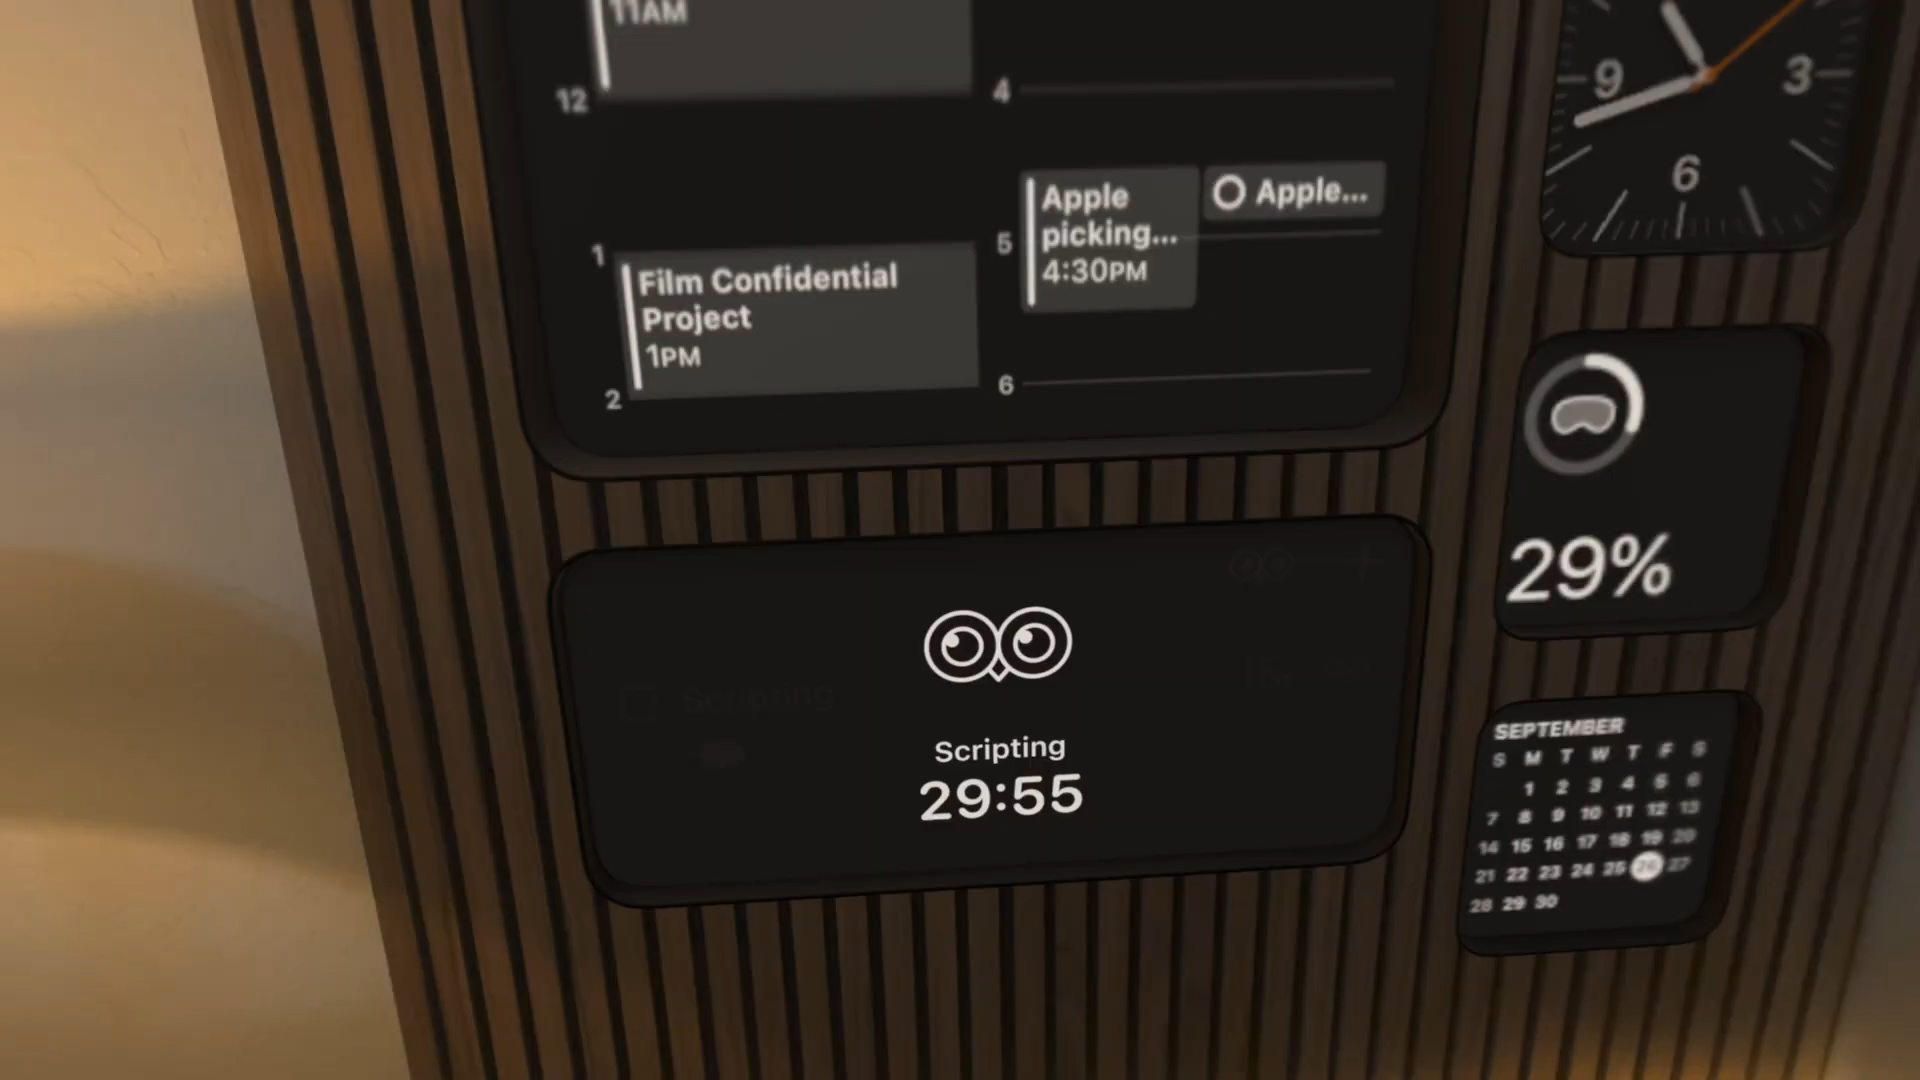 11AM
12
4
Apple
picking...
4:30PM
Apple...
1
5
Film Confidential
Project
1PM
2
6
9
3
6
29%
Scripting
Scripting
29:55
SEPTEMBER
S M T W T F S
1 2 3 4 5 6
7 8 9 10 11 12 13
14 15 16 17 18 19 20
21 22 23 24 25 26 27
28 29 30